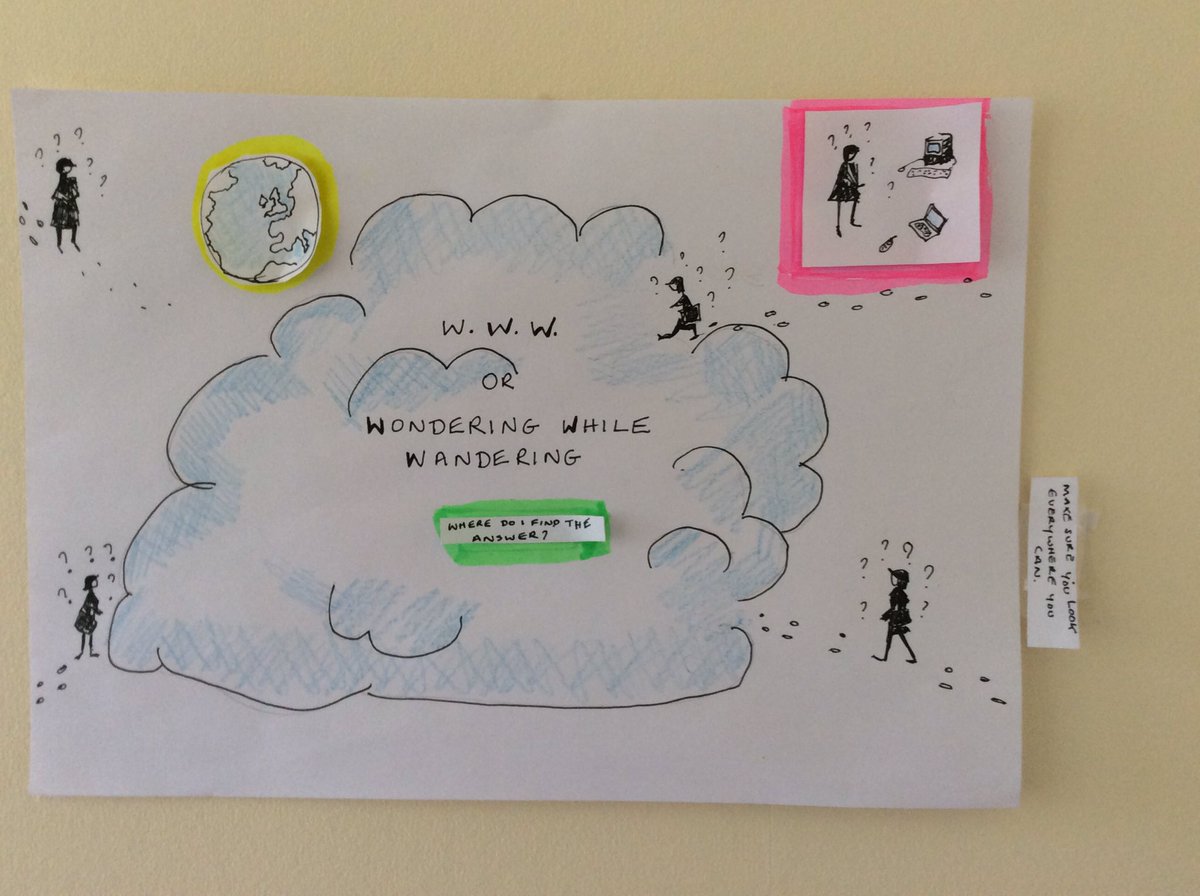 W. W. W.
OR
WONDERING WHILE
WANDERING
WHERE DO I FIND THE
ANSWER?
MAKE SURE YOU LOOK
EVERYWHERE YOU
CAN.